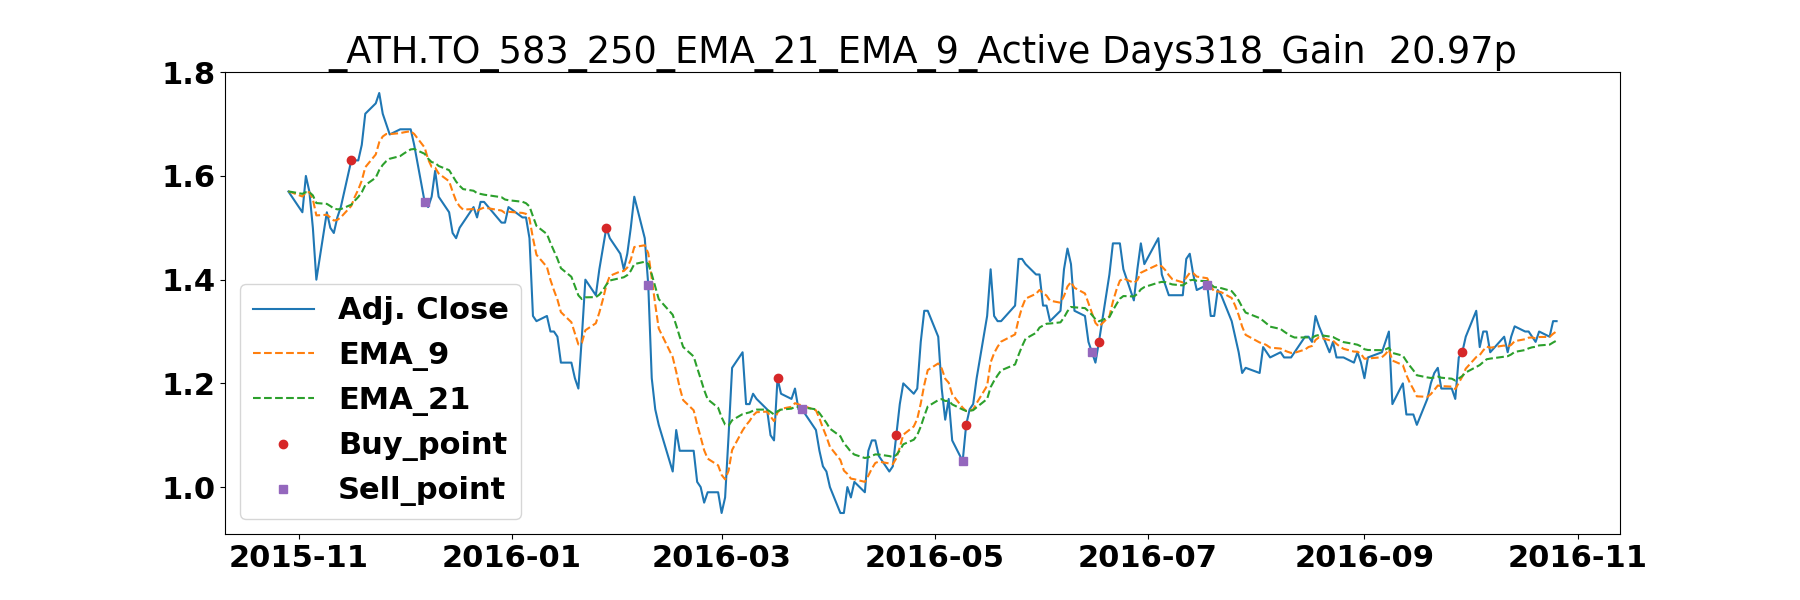 _ATH.TO_583_250_EMA_21_EMA_9_Active Days318_Gain  20.97p
1.8
1.6
1.4
1.2
1.0
Adj. Close
EMA_9
EMA_21
Buy_point
Sell_point
2015-11 2016-01 2016-03 2016-05 2016-07 2016-09 2016-11